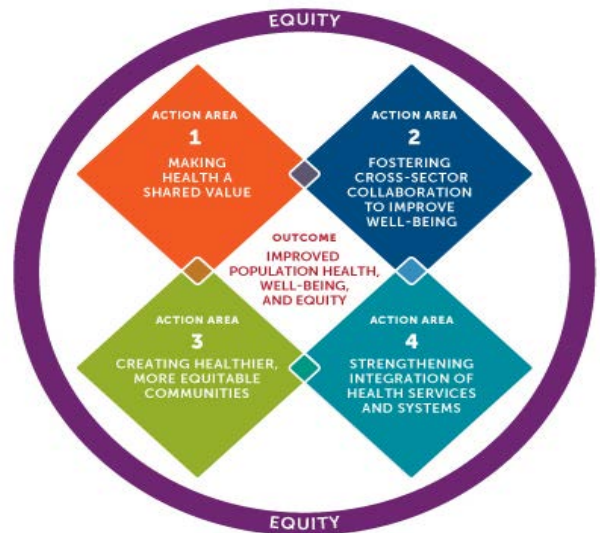 EQUITY
ACTION AREA
1
MAKING
HEALTH A
SHARED VALUE
ACTION AREA
2
FOSTERING
CROSS-SECTOR
COLLABORATION
TO IMPROVE
WELL-BEING
OUTCOME
IMPROVED
POPULATION HEALTH,
WELL-BEING,
AND EQUITY
ACTION AREA
3
CREATING HEALTHIER,
MORE EQUITABLE
COMMUNITIES
ACTION AREA
4
STRENGTHENING
INTEGRATION OF
HEALTH SERVICES
AND SYSTEMS
EQUITY